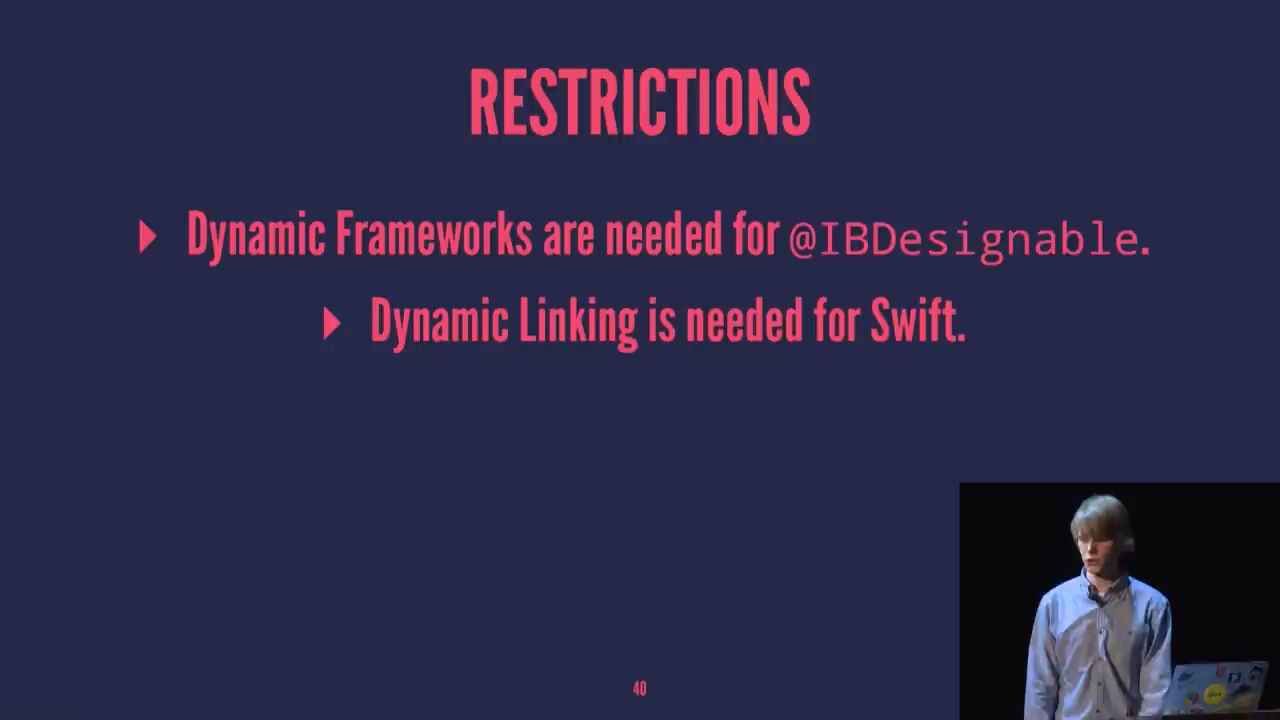 RESTRICTIONS
▸ Dynamic Frameworks are needed for @IBDesignable.
▸ Dynamic Linking is needed for Swift.
40